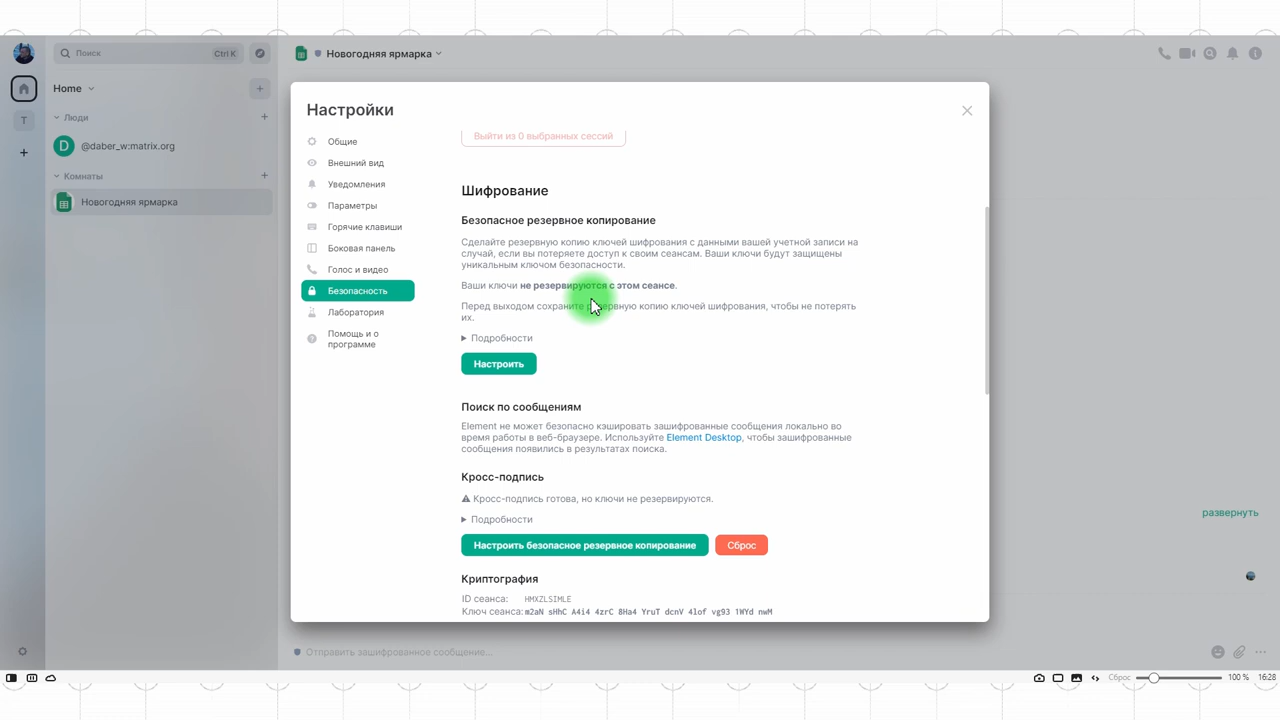 Поиск
Ctrl K
Новогодняя ярмарка
Home
T
Люди
D
@daber_w:matrix.org
Комнаты
Новогодняя ярмарка
Настройки
Общие
Внешний вид
Уведомления
Параметры
Горячие клавиши
Боковая панель
Голос и видео
Безопасность
Лаборатория
Помощь и о
программе
Выйти из 0 выбранных сессий
Шифрование
Безопасное резервное копирование
Сделайте резервную копию ключей шифрования с данными вашей учетной записи на
случай, если вы потеряете доступ к своим сеансам. Ваши ключи будут защищены
уникальным ключом безопасности.
Ваши ключи не резервируются с этом сеансе.
Перед выходом сохраните резервную копию ключей шифрования, чтобы не потерять
их.
Подробности
Настроить
Поиск по сообщениям
Element не может безопасно кэшировать зашифрованные сообщения локально во
время работы в веб-браузере. Используйте Element Desktop, чтобы зашифрованные
сообщения появились в результатах поиска.
Кросс-подпись
Кросс-подпись готова, но ключи не резервируются.
Подробности
Настроить безопасное резервное копирование
Сброс
Криптография
ID сеанса: HMXZLSIMLE
Ключ сеанса: m2aN sHhC A4i4 4zrC 8Ha4 YruT dcnV 4lof vg93 1WYd nwM
развернуть
Отправить зашифрованное сообщение...
Сброс
100 %
16:28